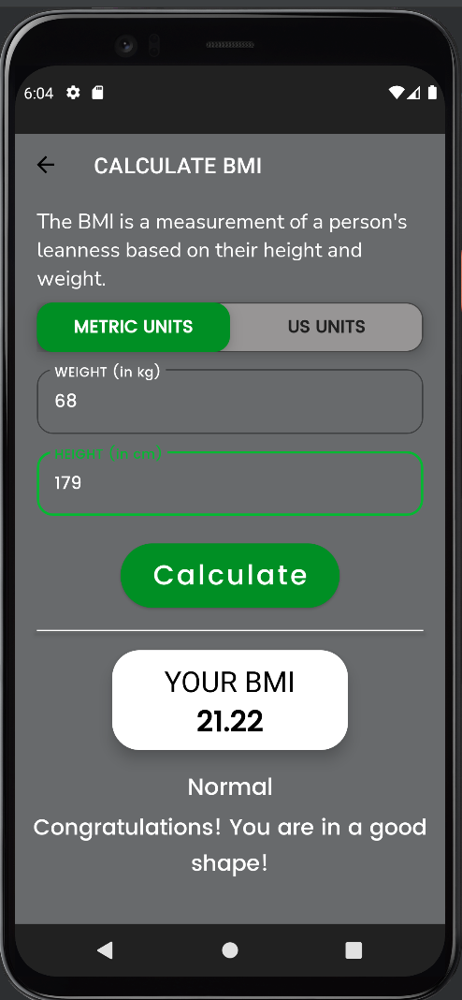 6:04
CALCULATE BMI
The BMI is a measurement of a person's
leanness based on their height and
weight.
METRIC UNITS US UNITS
WEIGHT (in kg)
68
HEIGHT (in cm)
179
Calculate
YOUR BMI
21.22
Normal
Congratulations! You are in a good
shape!